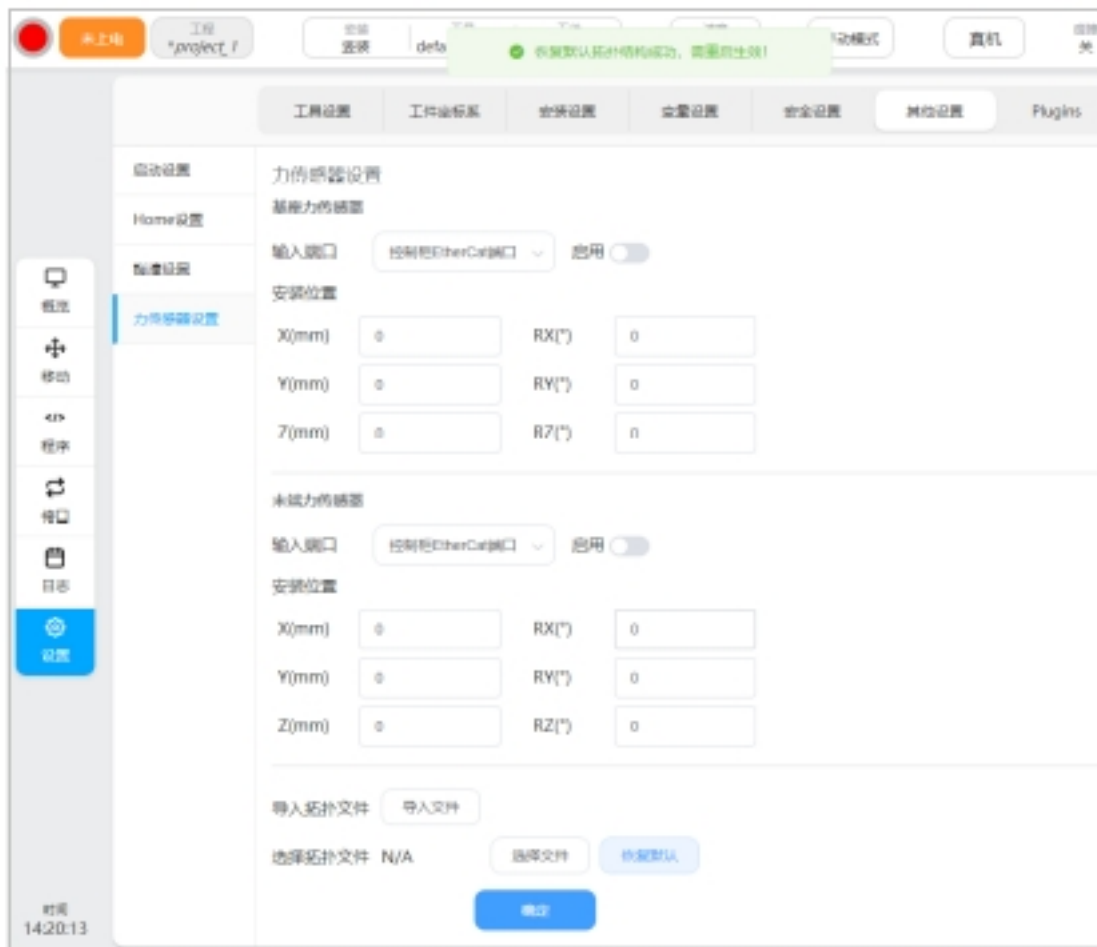 未上电
工程
*project_1
安装
竖装
defa
恢复默认拓扑结构成功，需重启生效！
动模式
真机
关
工具设置 工件坐标系 安装设置 变量设置 安全设置 其他设置 Plugins
启动设置
Home设置
力传感器设置
概览
移动
程序
接口
日志
设置
时间
14:20:13
力传感器设置
基座力传感器
输入端口 控制柜EtherCat端口 启用
安装位置
X(mm) 0 RX(°) 0
Y(mm) 0 RY(°) 0
Z(mm) 0 RZ(°) 0
末端力传感器
输入端口 控制柜EtherCat端口 启用
安装位置
X(mm) 0 RX(°) 0
Y(mm) 0 RY(°) 0
Z(mm) 0 RZ(°) 0
导入拓扑文件 导入文件
选择拓扑文件 N/A 选择文件 恢复默认
确定